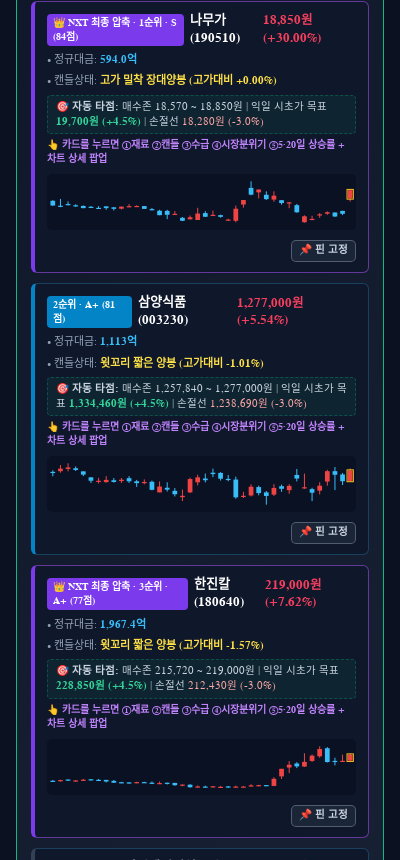 👑 NXT 최종 압축 · 1순위 · S (84점)
나무가 (190510)
18,850원 (+30.00%)
• 정규대금: 594.0억
• 캔들상태: 고가 밀착 장대양봉 (고가대비 +0.00%)
🎯 자동 타점: 매수존 18,570 ~ 18,850원 | 익일 시초가 목표
19,700원 (+4.5%) | 손절선 18,280원 (-3.0%)
👆 카드를 누르면 ①재료 ②캔들 ③수급 ④시장분위기 ⑤5·20일 상승률 +
차트 상세 팝업
📌 핀 고정
2순위 · A+ (81점)
삼양식품 (003230)
1,277,000원 (+5.54%)
• 정규대금: 1,113억
• 캔들상태: 윗꼬리 짧은 양봉 (고가대비 -1.01%)
🎯 자동 타점: 매수존 1,257,840 ~ 1,277,000원 | 익일 시초가 목
표 1,334,460원 (+4.5%) | 손절선 1,238,690원 (-3.0%)
👆 카드를 누르면 ①재료 ②캔들 ③수급 ④시장분위기 ⑤5·20일 상승률 +
차트 상세 팝업
📌 핀 고정
👑 NXT 최종 압축 · 3순위 · A+ (77점)
한진칼 (180640)
219,000원 (+7.62%)
• 정규대금: 1,967.4억
• 캔들상태: 윗꼬리 짧은 양봉 (고가대비 -1.57%)
🎯 자동 타점: 매수존 215,720 ~ 219,000원 | 익일 시초가 목표
228,850원 (+4.5%) | 손절선 212,430원 (-3.0%)
👆 카드를 누르면 ①재료 ②캔들 ③수급 ④시장분위기 ⑤5·20일 상승률 +
차트 상세 팝업
📌 핀 고정